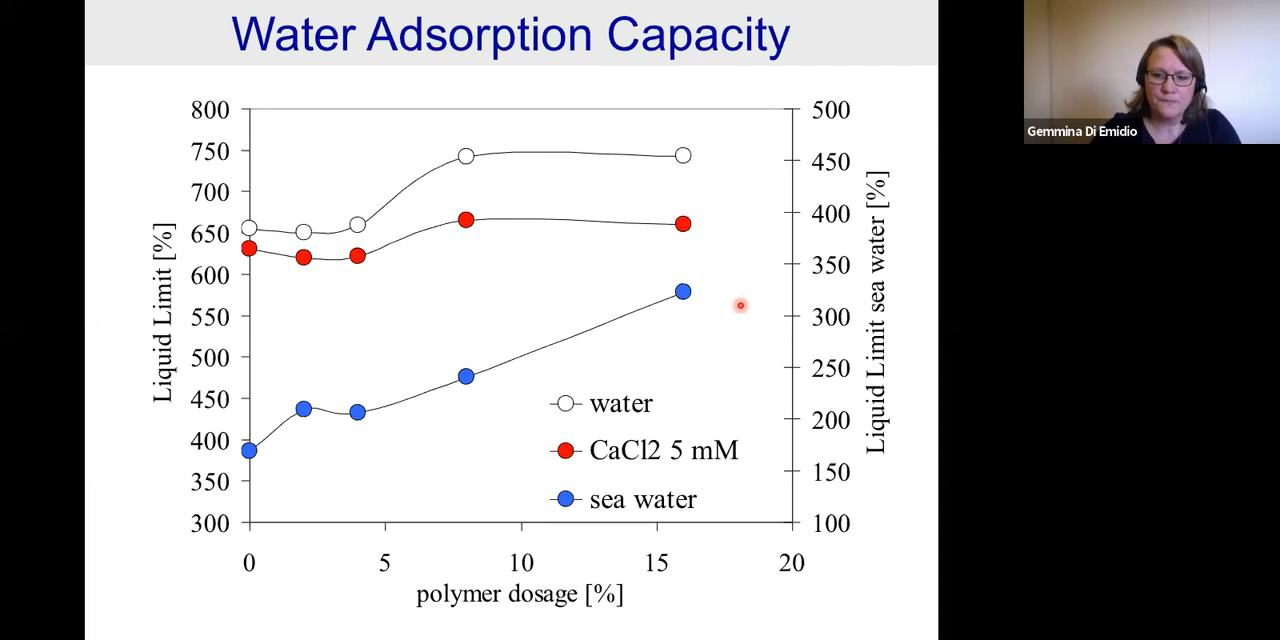 Water Adsorption Capacity
Gemmina Di Emidio
800
750
700
650
600
550
500
450
400
350
300
Liquid Limit [%]
500
450
400
350
300
250
200
150
100
Liquid Limit sea water [%]
water
CaCl2 5 mM
sea water
0 5 10 15 20
polymer dosage [%]